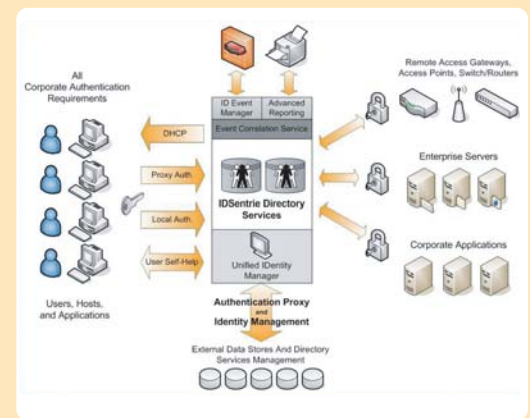 All
Corporate Authentication
Requirements
DHCP
Proxy Auth.
Local Auth.
User Self-Help
Users, Hosts,
and Applications
ID Event
Manager
Advanced
Reporting
Event Correlation Service
IDSentrie Directory
Services
Unified IDentity
Manager
Authentication Proxy
and
Identity Management
External Data Stores And Directory
Services Management
Remote Access Gateways,
Access Points, Switch/Routers
Enterprise Servers
Corporate Applications